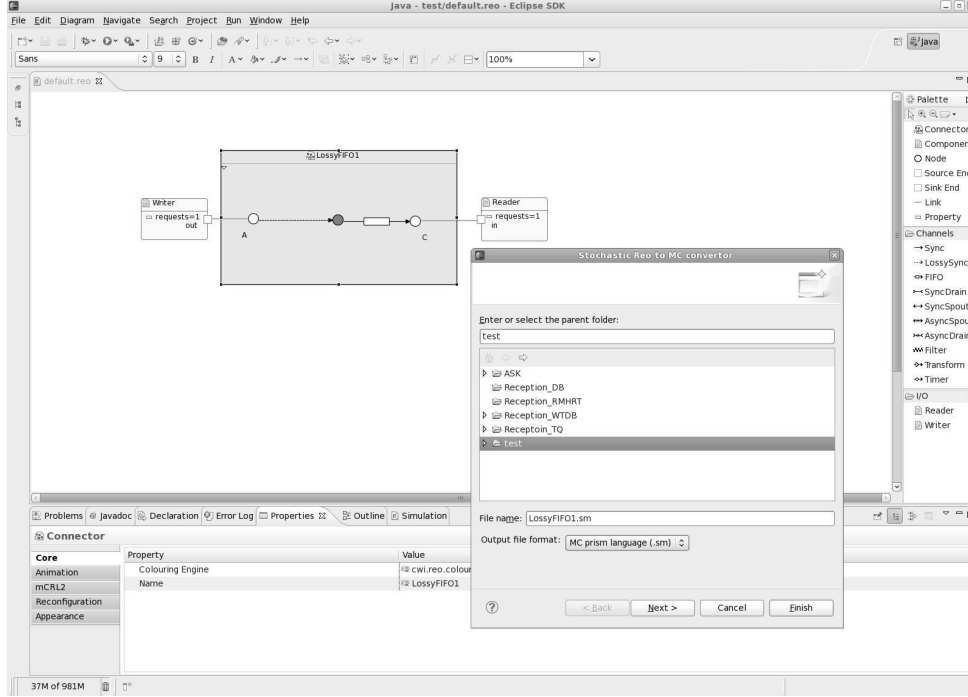 Java - test/default.reo - Eclipse SDK
File Edit Diagram Navigate Search Project Run Window Help
Java
Sans 9 B I A 100%
default.reo
LossyFIFO1
Writer
requests=1
out
A
C
Reader
requests=1
in
Palette
Connector
Componen
Node
Source En
Sink End
Link
Property
Channels
Sync
LossySync
FIFO
SyncDrain
SyncSpout
AsyncSpou
AsyncDrai
Filter
Transform
Timer
I/O
Reader
Writer
Stochastic Reo to MC convertor
Enter or select the parent folder:
test
ASK
Reception_DB
Reception_RMHRT
Reception_WTDB
Receptoin_TQ
test
File name: LossyFIFO1.sm
Output file format: MC prism language (.sm)
< Back Next > Cancel Finish
Problems Javadoc Declaration Error Log Properties Outline Simulation
Connector
Core
Animation
mCRL2
Reconfiguration
Appearance
Property Value
Colouring Engine cwi.reo.colour
Name LossyFIFO1
37M of 981M